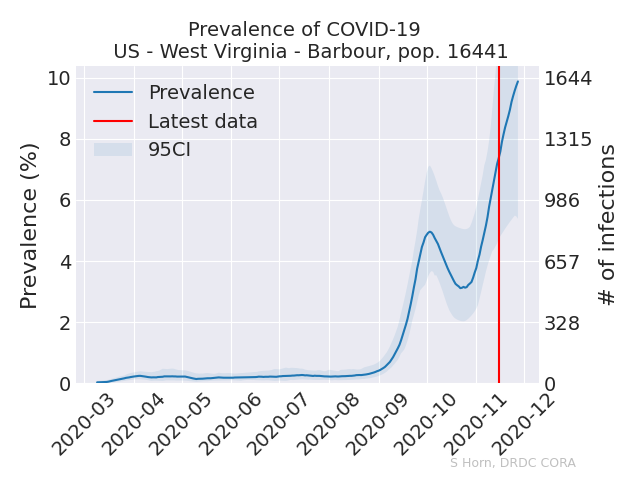 Prevalence of COVID-19
US - West Virginia - Barbour, pop. 16441
Prevalence
Latest data
95CI
Prevalence (%)
10
8
6
4
2
0
1644
1315
986
657
328
0
# of infections
2020-03
2020-04
2020-05
2020-06
2020-07
2020-08
2020-09
2020-10
2020-11
2020-12
S Horn, DRDC CORA